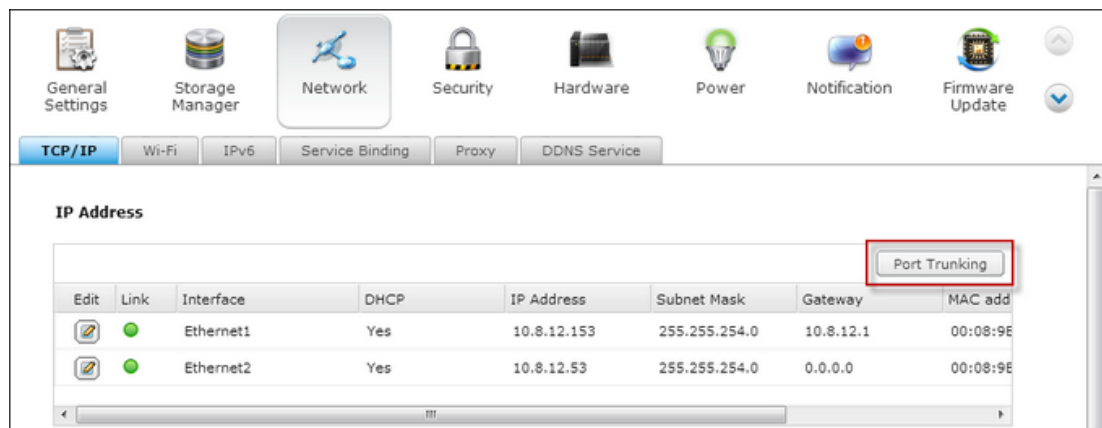 General Settings
Storage Manager
Network
Security
Hardware
Power
Notification
Firmware Update
TCP/IP Wi-Fi IPv6 Service Binding Proxy DDNS Service
IP Address
Port Trunking
Edit Link Interface DHCP IP Address Subnet Mask Gateway MAC add
Ethernet1 Yes 10.8.12.153 255.255.254.0 10.8.12.1 00:08:9E
Ethernet2 Yes 10.8.12.53 255.255.254.0 0.0.0.0 00:08:9E